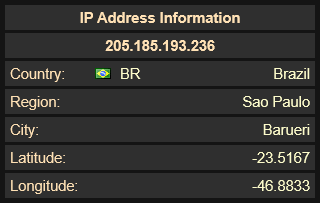 IP Address Information
205.185.193.236
Country: BR Brazil
Region: Sao Paulo
City: Barueri
Latitude: -23.5167
Longitude: -46.8833